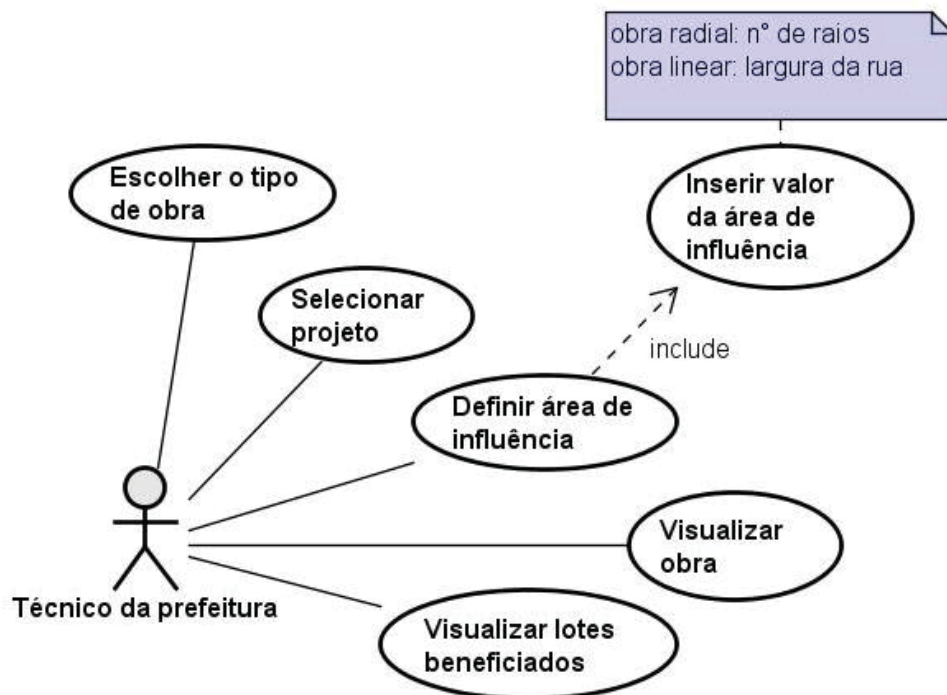 obra radial: n° de raios
obra linear: largura da rua
Escolher o tipo
de obra
Inserir valor
da área de
influência
Selecionar
projeto
include
Definir área de
influência
Visualizar
obra
Técnico da prefeitura
Visualizar lotes
beneficiados